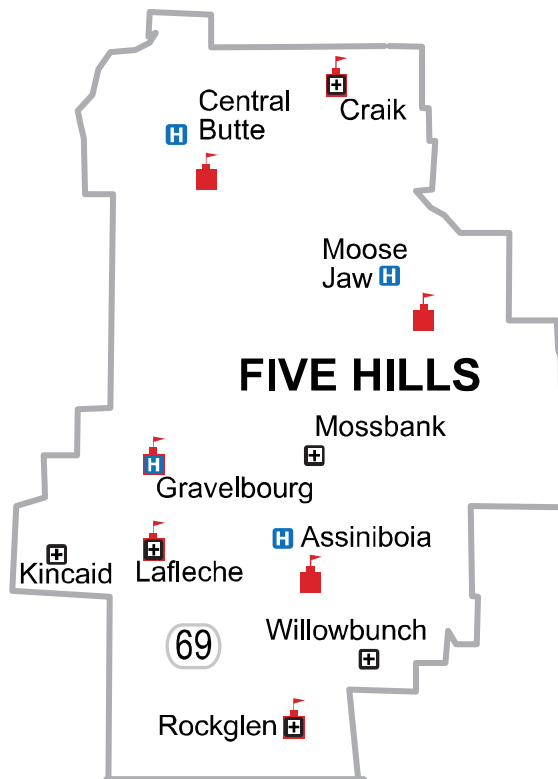 Central
Butte
H
Craik
Moose
Jaw H
FIVE HILLS
Mossbank
H
Gravelbourg
H Assiniboia
Kincaid
Lafleche
Willowbunch
69
Rockglen